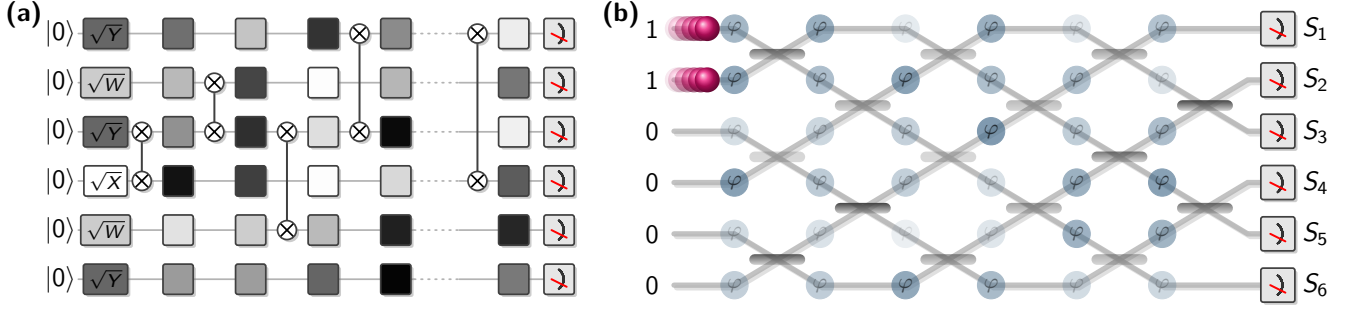 (a)
|0⟩ √Y
|0⟩ √W
|0⟩ √Y
|0⟩ √X
|0⟩ √W
|0⟩ √Y
(b)
1 φ φ φ φ φ φ S₁
1 φ φ φ φ φ φ S₂
0 φ φ φ φ φ φ S₃
0 φ φ φ φ φ φ S₄
0 φ φ φ φ φ φ S₅
0 φ φ φ φ φ φ S₆